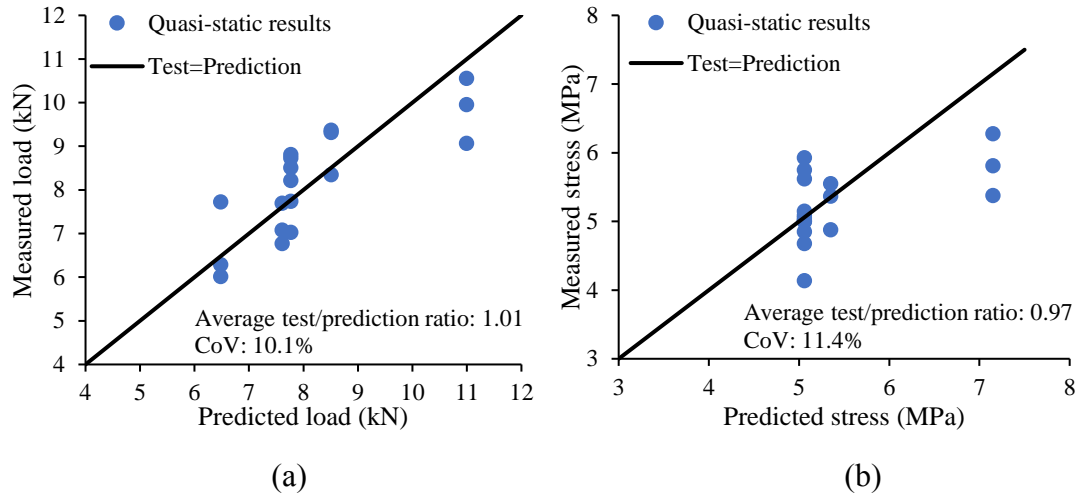 12
11
10
9
8
7
6
5
4
Measured load (kN)
Quasi-static results
Test=Prediction
Average test/prediction ratio: 1.01
CoV: 10.1%
4 5 6 7 8 9 10 11 12
Predicted load (kN)
(a)
8
7
6
5
4
3
Measured stress (MPa)
Quasi-static results
Test=Prediction
Average test/prediction ratio: 0.97
CoV: 11.4%
3 4 5 6 7 8
Predicted stress (MPa)
(b)